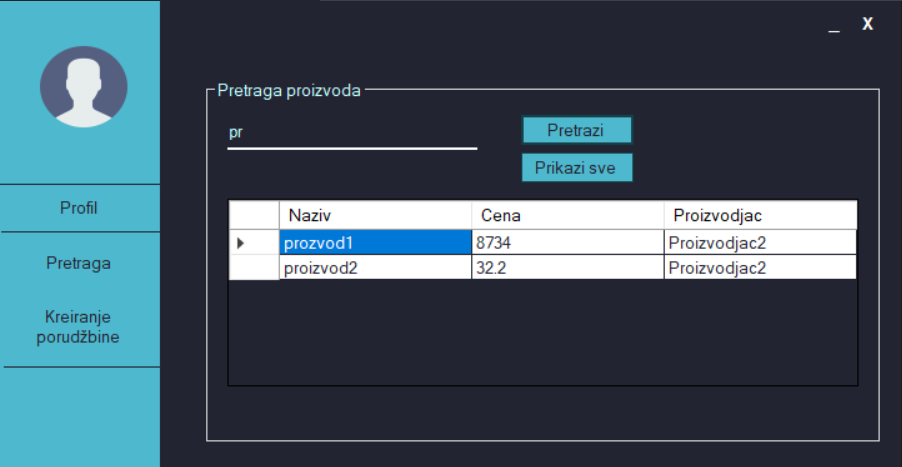 _ X
Profil
Pretraga
Kreiranje
porudžbine
Pretraga proizvoda
pr
Pretrazi
Prikazi sve
Naziv Cena Proizvodjac
prozvod1 8734 Proizvodjac2
proizvod2 32.2 Proizvodjac2